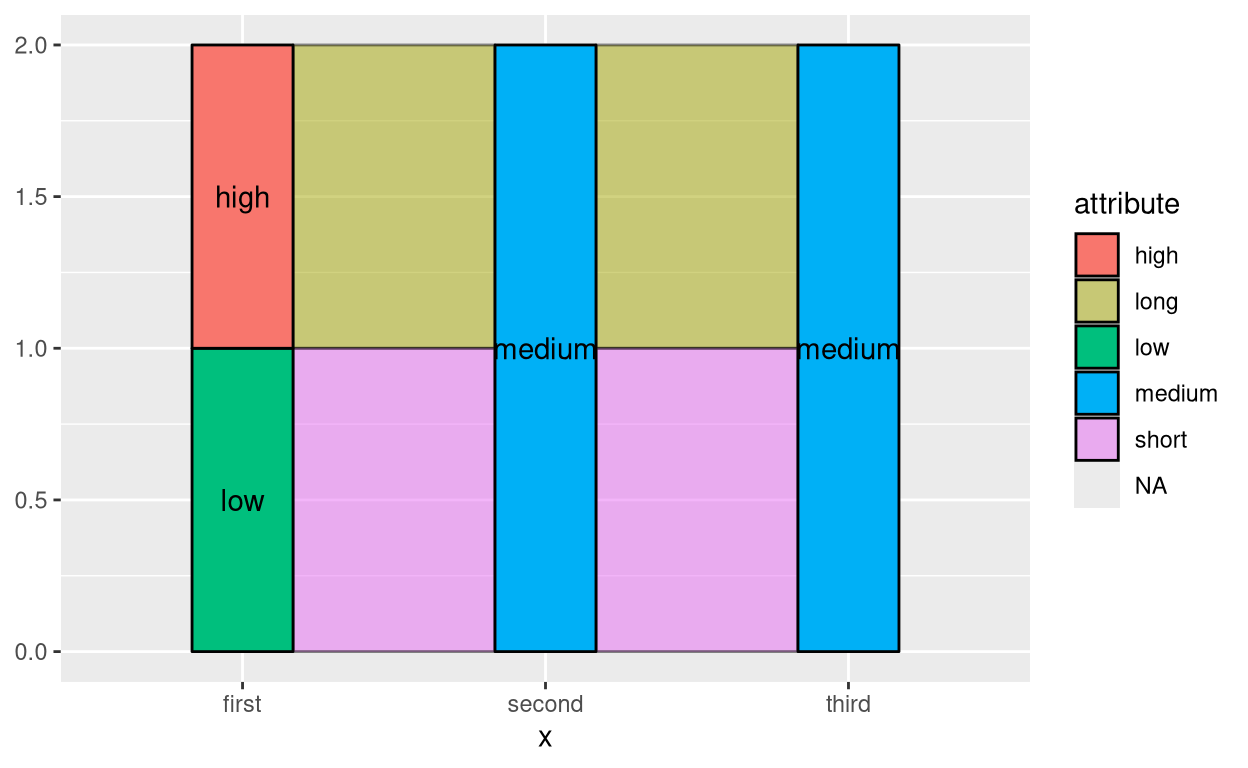 2.0
1.5
1.0
0.5
0.0
high
low
medium
medium
first
second
third
x
attribute
high
long
low
medium
short
NA